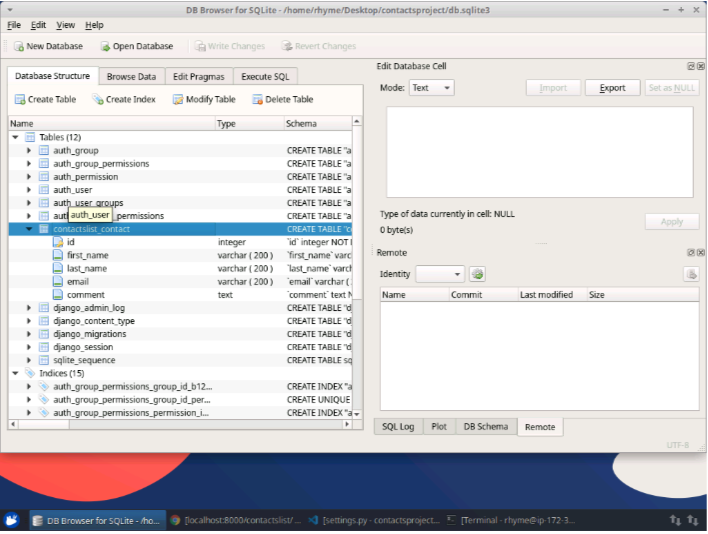 DB Browser for SQLite - /home/rhyme/Desktop/contactsproject/db.sqlite3
File Edit View Help
New Database Open Database Write Changes Revert Changes
Database Structure Browse Data Edit Pragmas Execute SQL
Create Table Create Index Modify Table Delete Table
Name Type Schema
Tables (12)
auth_group CREATE TABLE "a
auth_group_permissions CREATE TABLE "a
auth_permission CREATE TABLE "a
auth_user CREATE TABLE "a
auth_user_groups CREATE TABLE "a
auth_user permissions CREATE TABLE "a
contactslist_contact CREATE TABLE "c
id integer `id` integer NOT
first_name varchar ( 200 ) `first_name` varc
last_name varchar ( 200 ) `last_name` varch
email varchar ( 200 ) `email` varchar (
comment text `comment` text N
django_admin_log CREATE TABLE "d
django_content_type CREATE TABLE "d
django_migrations CREATE TABLE "d
django_session CREATE TABLE "d
sqlite_sequence CREATE TABLE sq
Indices (15)
auth_group_permissions_group_id_b12... CREATE INDEX "a
auth_group_permissions_group_id_per... CREATE UNIQUE
auth_group_permissions_permission_i... CREATE INDEX "a
Edit Database Cell
Mode: Text Import Export Set as NULL
Type of data currently in cell: NULL
0 byte(s)
Apply
Remote
Identity
Name Commit Last modified Size
SQL Log Plot DB Schema Remote
UTF-8
DB Browser for SQLite - /ho... [localhost:8000/contactslist/ ... [settings.py - contactsproject... [Terminal - rhyme@ip-172-3...